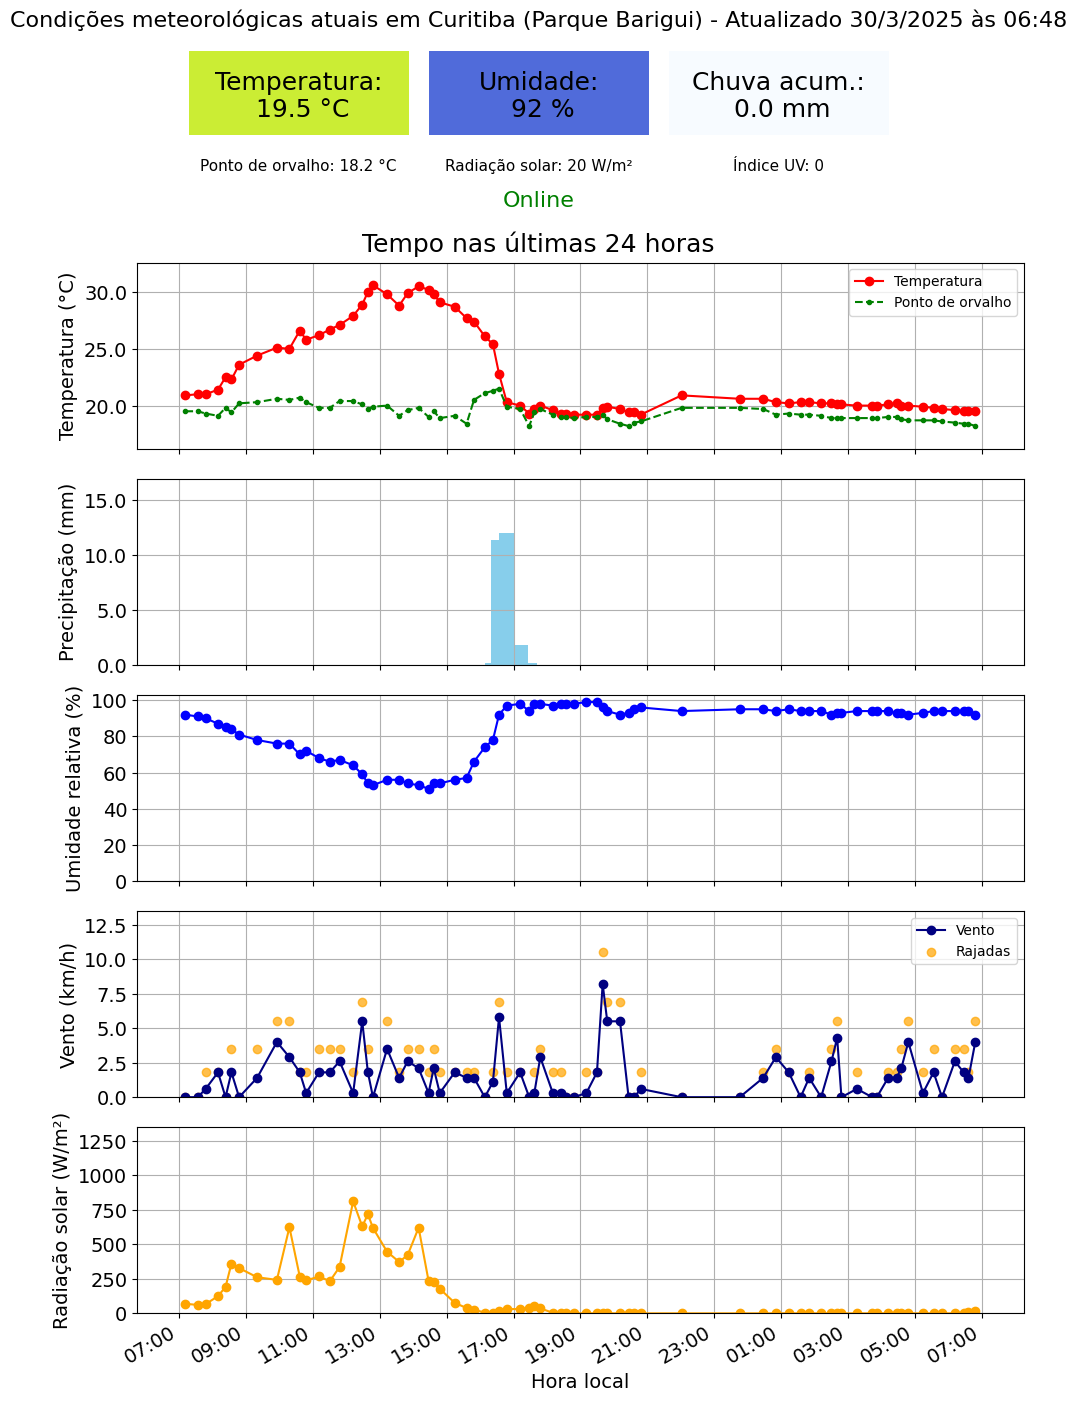 Condições meteorológicas atuais em Curitiba (Parque Barigui) - Atualizado 30/3/2025 às 06:48
Temperatura:
19.5 °C
Umidade:
92 %
Chuva acum.:
0.0 mm
Ponto de orvalho: 18.2 °C
Radiação solar: 20 W/m²
Índice UV: 0
Online
Tempo nas últimas 24 horas
Temperatura (°C)
30.0
25.0
20.0
Temperatura
Ponto de orvalho
Precipitação (mm)
15.0
10.0
5.0
0.0
Umidade relativa (%)
100
80
60
40
20
0
Vento (km/h)
12.5
10.0
7.5
5.0
2.5
0.0
Vento
Rajadas
Radiação solar (W/m²)
1250
1000
750
500
250
0
07:00
09:00
11:00
13:00
15:00
17:00
19:00
21:00
23:00
01:00
03:00
05:00
07:00
Hora local